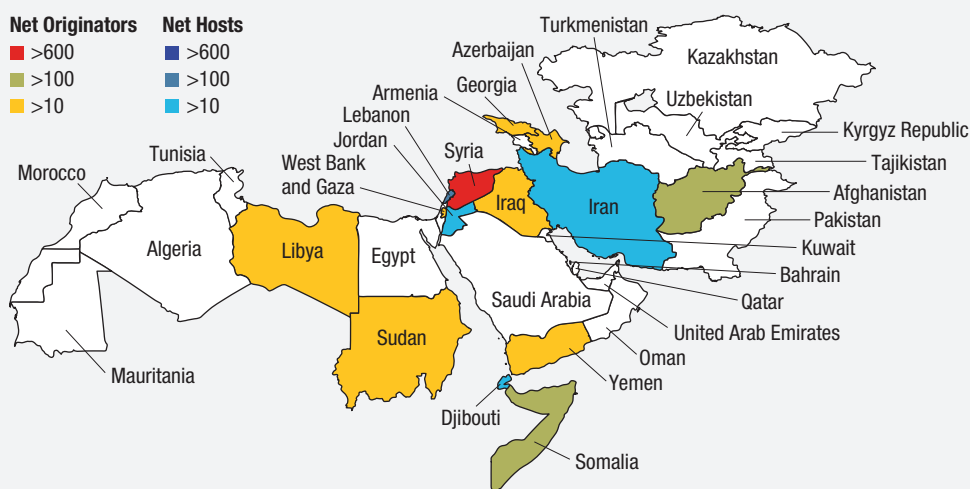 Net Originators
>600
>100
>10
Net Hosts
>600
>100
>10
Turkmenistan
Kazakhstan
Azerbaijan
Uzbekistan
Georgia
Armenia
Lebanon
Jordan
Kyrgyz Republic
Tunisia
West Bank
and Gaza
Syria
Tajikistan
Morocco
Afghanistan
Iraq
Iran
Pakistan
Algeria
Libya
Egypt
Kuwait
Bahrain
Saudi Arabia
Qatar
United Arab Emirates
Sudan
Oman
Mauritania
Yemen
Djibouti
Somalia